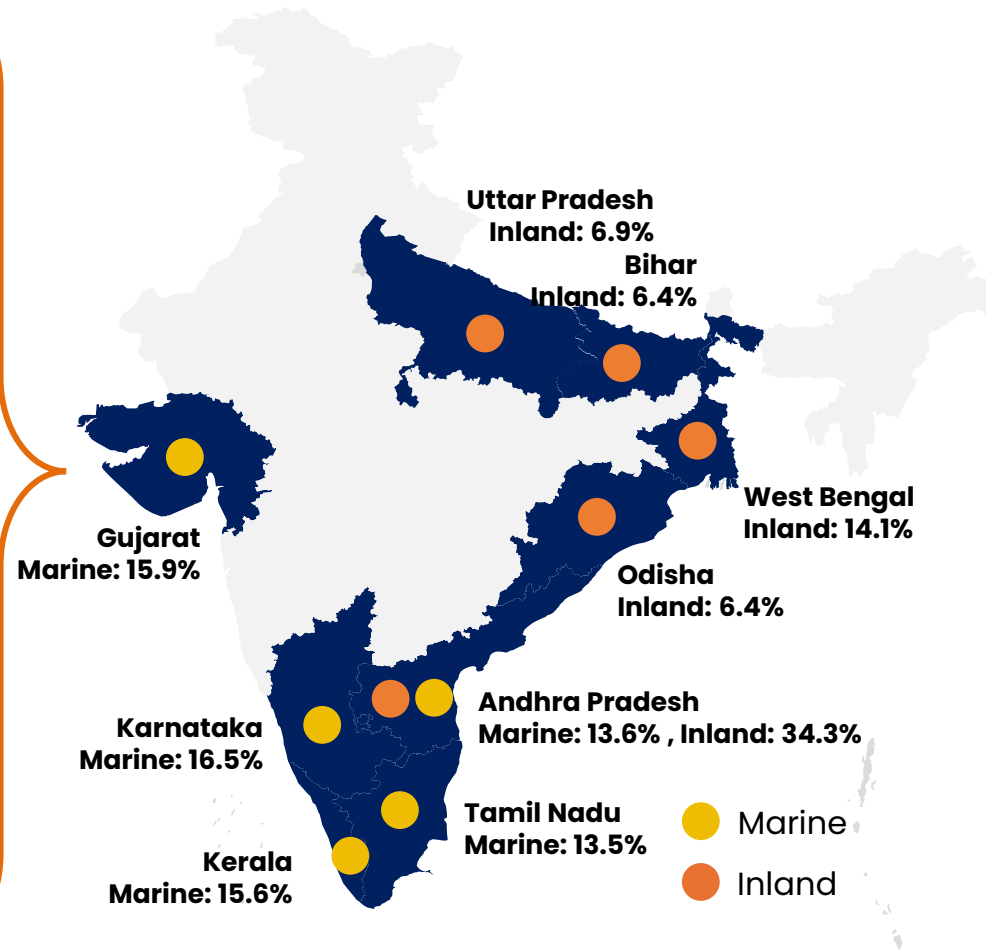 Uttar Pradesh
Inland: 6.9%
Bihar
Inland: 6.4%
West Bengal
Inland: 14.1%
Gujarat
Marine: 15.9%
Odisha
Inland: 6.4%
Andhra Pradesh
Marine: 13.6% , Inland: 34.3%
Karnataka
Marine: 16.5%
Tamil Nadu
Marine: 13.5%
Kerala
Marine: 15.6%
Marine
Inland